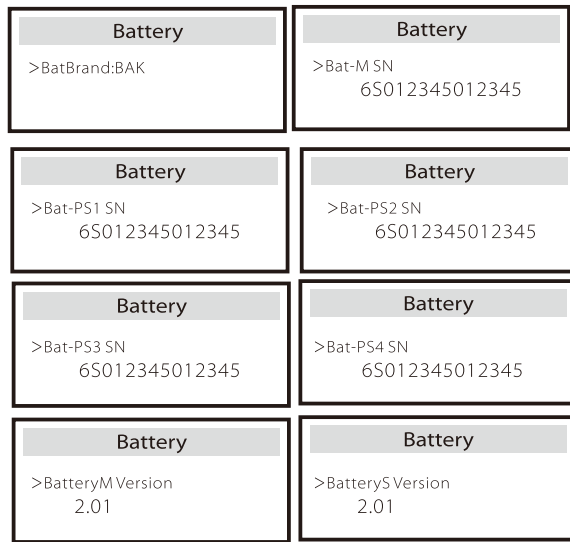 Battery
>BatBrand:BAK
Battery
>Bat-M SN
6S012345012345
Battery
>Bat-PS1 SN
6S012345012345
Battery
>Bat-PS2 SN
6S012345012345
Battery
>Bat-PS3 SN
6S012345012345
Battery
>Bat-PS4 SN
6S012345012345
Battery
>BatteryM Version
2.01
Battery
>BatteryS Version
2.01